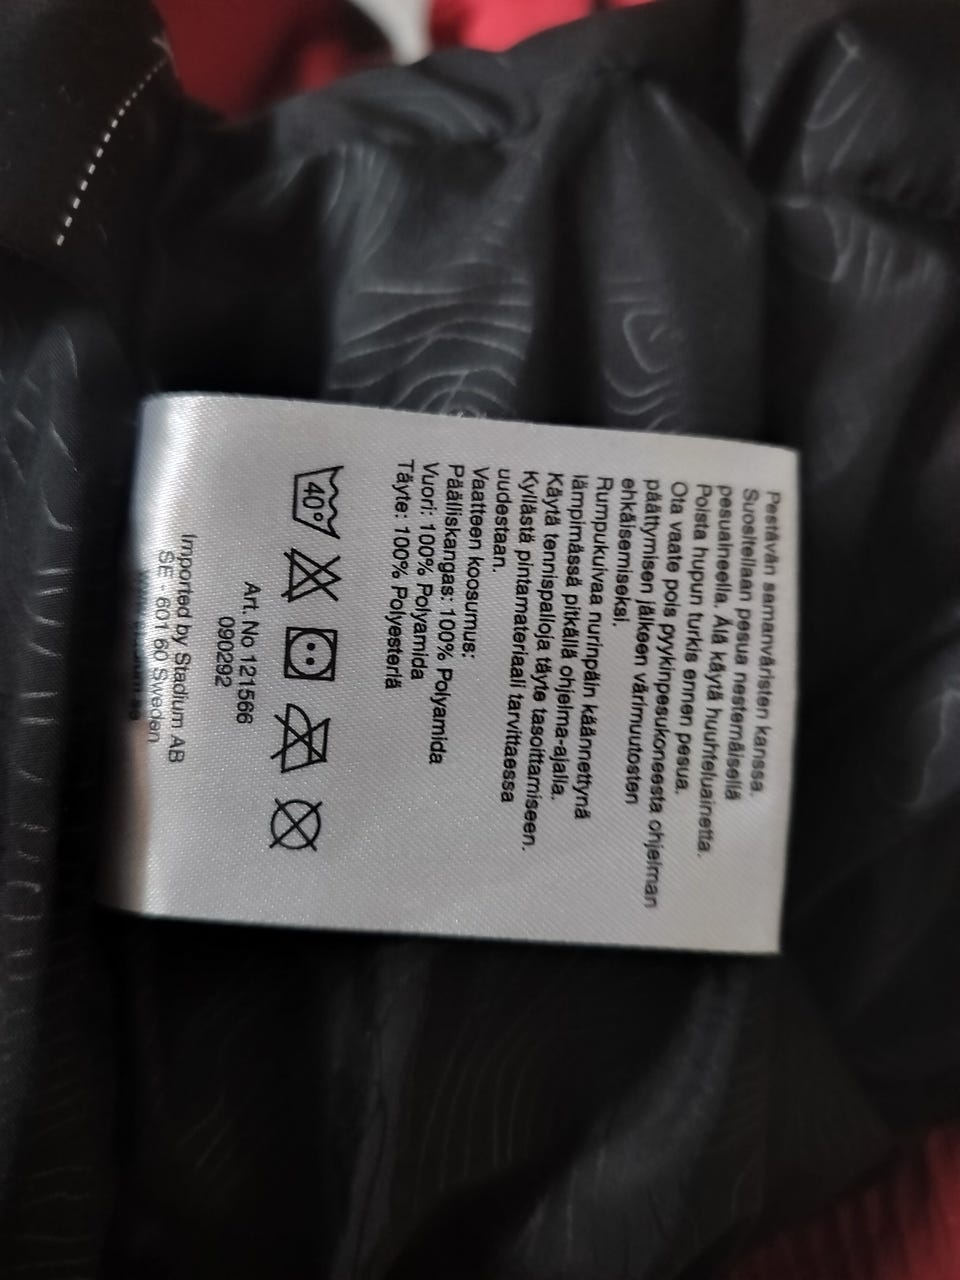 Pestävän samanväristen kanssa.
Suositellaan pesua nestemäisellä
pesuaineella. Älä käytä huuhteluainetta.
Poista hupun turkis ennen pesua.
Ota vaate pois pyykinpesukoneesta ohjelman
päättymisen jälkeen värimuutosten
ehkäisemiseksi.
Rumpukuivaa nurinpäin käännettynä
lämpimässä pitkällä ohjelma-ajalla.
Käytä tennispalloja täyte tasoittamiseen.
Kyllästä pintamateriaali tarvittaessa
uudestaan.
Vaatteen koosumus:
Päälliskangas: 100% Polyamida
Vuori: 100% Polyamida
Täyte: 100% Polyesteriä
40°
Art. No 121566
090292
Imported by Stadium AB
SE - 601 60 Sweden